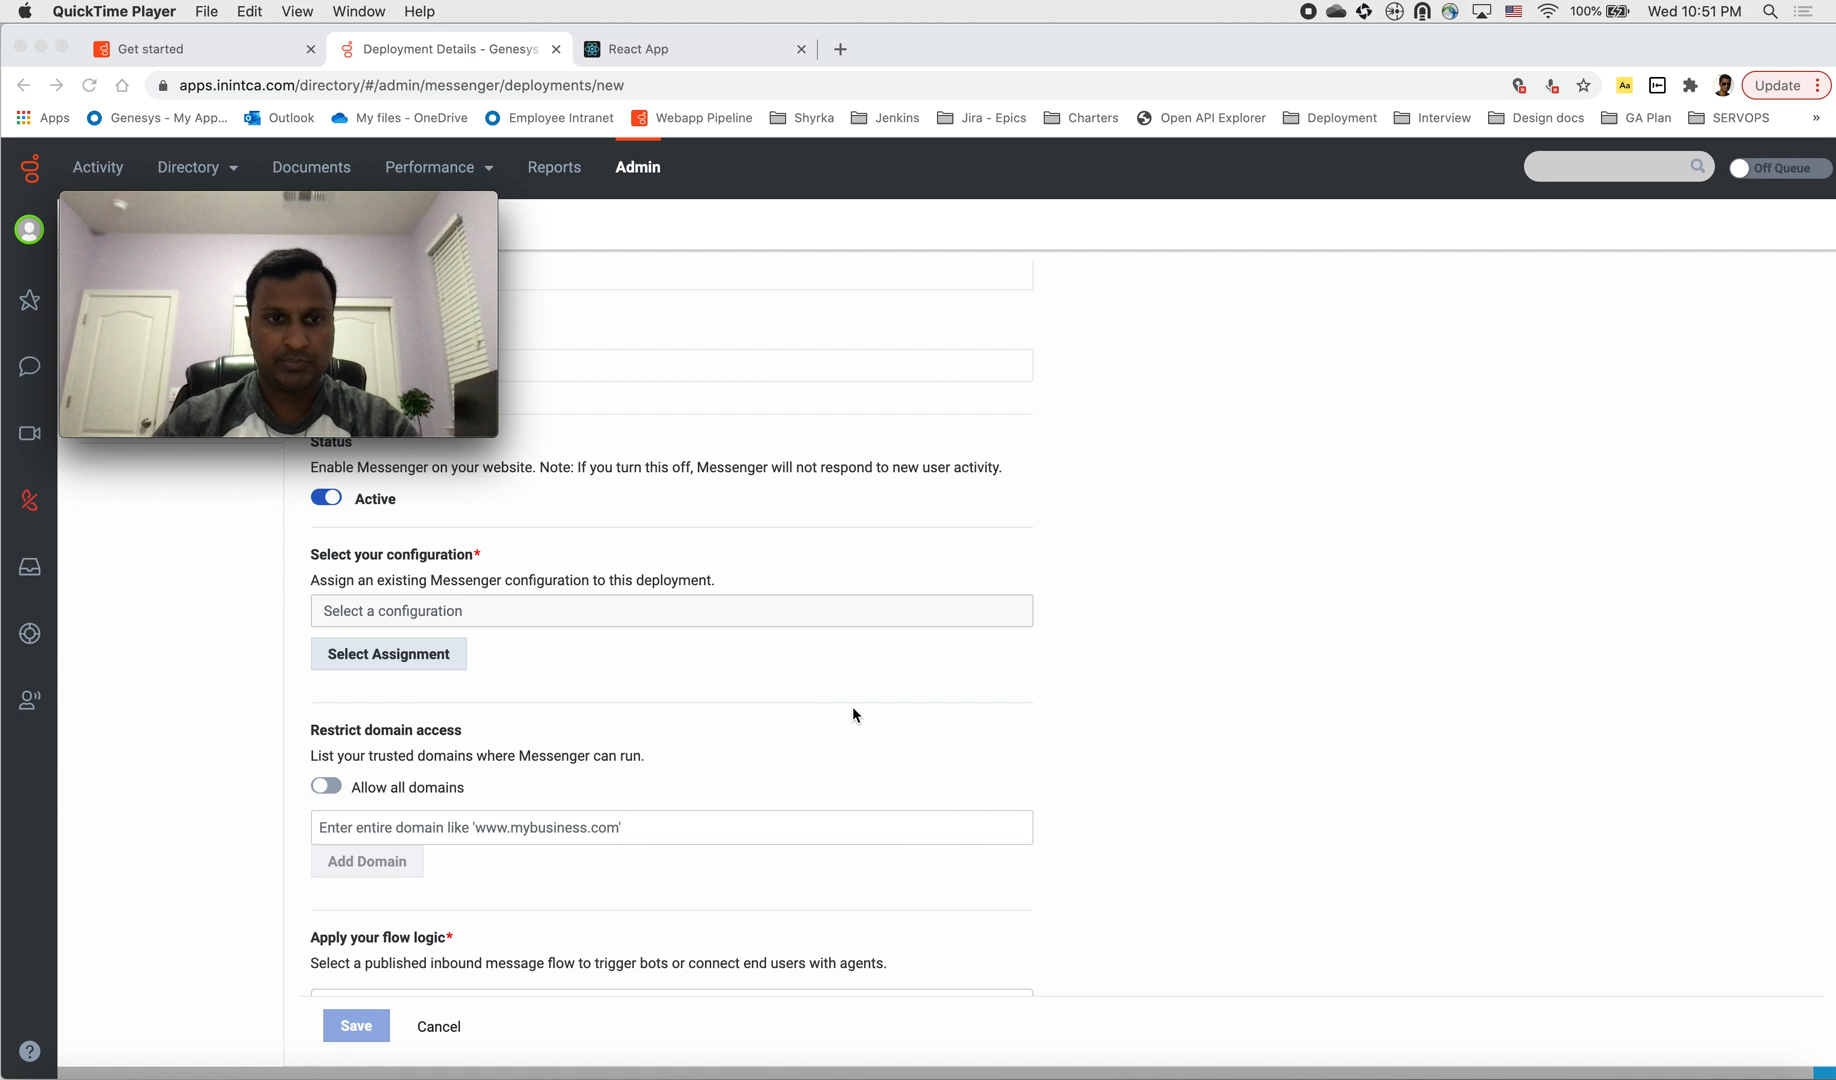 QuickTime Player File Edit View Window Help 100% Wed 10:51 PM
Get started Deployment Details - Genesys React App
apps.inintca.com/directory/#/admin/messenger/deployments/new Aa Update
Apps Genesys - My App... Outlook My files - OneDrive Employee Intranet Webapp Pipeline Shyrka Jenkins Jira - Epics Charters Open API Explorer Deployment Interview Design docs GA Plan SERVOPS »
Activity Directory Documents Performance Reports Admin Off Queue
Status
Enable Messenger on your website. Note: If you turn this off, Messenger will not respond to new user activity.
Active
Select your configuration*
Assign an existing Messenger configuration to this deployment.
Select a configuration
Select Assignment
Restrict domain access
List your trusted domains where Messenger can run.
Allow all domains
Enter entire domain like 'www.mybusiness.com'
Add Domain
Apply your flow logic*
Select a published inbound message flow to trigger bots or connect end users with agents.
Save Cancel